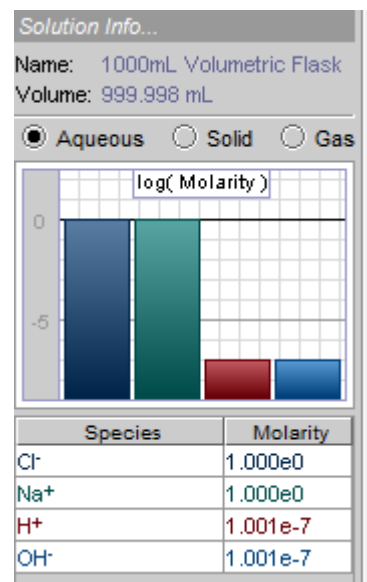 Solution Info...
Name: 1000mL Volumetric Flask
Volume: 999.998 mL
Aqueous Solid Gas
log( Molarity )
0
-5
Species Molarity
Cl- 1.000e0
Na+ 1.000e0
H+ 1.001e-7
OH- 1.001e-7